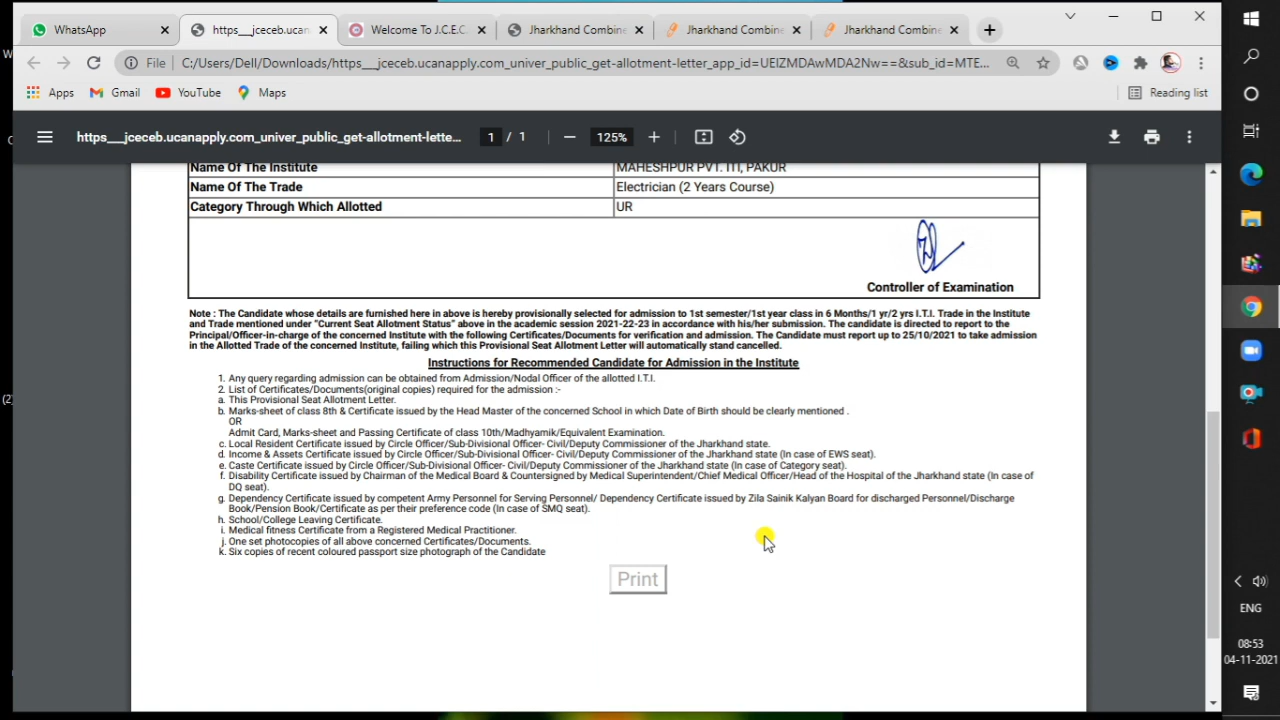 WhatsApp
https__jceceb.ucan
Welcome To J.C.E.C.
Jharkhand Combine
Jharkhand Combine
Jharkhand Combine
File
C:/Users/Dell/Downloads/https__jceceb.ucanapply.com_univer_public_get-allotment-letter_app_id=UElZMDAwMDA2Nw==&sub_id=MTE...
Apps
Gmail
YouTube
Maps
Reading list
https__jceceb.ucanapply.com_univer_public_get-allotment-lette...
1 / 1
125%
Name Of The Institute MAHESHPUR PVT. ITI, PAKUR
Name Of The Trade Electrician (2 Years Course)
Category Through Which Allotted UR
Controller of Examination
Note : The Candidate whose details are furnished here in above is hereby provisionally selected for admission to 1st semester/1st year class in 6 Months/1 yr/2 yrs I.T.I. Trade in the Institute
and Trade mentioned under "Current Seat Allotment Status" above in the academic session 2021-22-23 in accordance with his/her submission. The candidate is directed to report to the
Principal/Officer-in-charge of the concerned Institute with the following Certificates/Documents for verification and admission. The Candidate must report up to 25/10/2021 to take admission
in the Allotted Trade of the concerned Institute, failing which this Provisional Seat Allotment Letter will automatically stand cancelled.
Instructions for Recommended Candidate for Admission in the Institute
1. Any query regarding admission can be obtained from Admission/Nodal Officer of the allotted I.T.I.
2. List of Certificates/Documents(original copies) required for the admission :-
a. This Provisional Seat Allotment Letter.
b. Marks-sheet of class 8th & Certificate issued by the Head Master of the concerned School in which Date of Birth should be clearly mentioned .
OR
Admit Card, Marks-sheet and Passing Certificate of class 10th/Madhyamik/Equivalent Examination.
c. Local Resident Certificate issued by Circle Officer/Sub-Divisional Officer- Civil/Deputy Commissioner of the Jharkhand state.
d. Income & Assets Certificate issued by Circle Officer/Sub-Divisional Officer- Civil/Deputy Commissioner of the Jharkhand state (In case of EWS seat).
e. Caste Certificate issued by Circle Officer/Sub-Divisional Officer- Civil/Deputy Commissioner of the Jharkhand state (In case of Category seat).
f. Disability Certificate issued by Chairman of the Medical Board & Countersigned by Medical Superintendent/Chief Medical Officer/Head of the Hospital of the Jharkhand state (In case of
DQ seat).
g. Dependency Certificate issued by competent Army Personnel for Serving Personnel/ Dependency Certificate issued by Zila Sainik Kalyan Board for discharged Personnel/Discharge
Book/Pension Book/Certificate as per their preference code (In case of SMQ seat).
h. School/College Leaving Certificate.
i. Medical fitness Certificate from a Registered Medical Practitioner.
j. One set photocopies of all above concerned Certificates/Documents.
k. Six copies of recent coloured passport size photograph of the Candidate
Print
ENG
08:53
04-11-2021